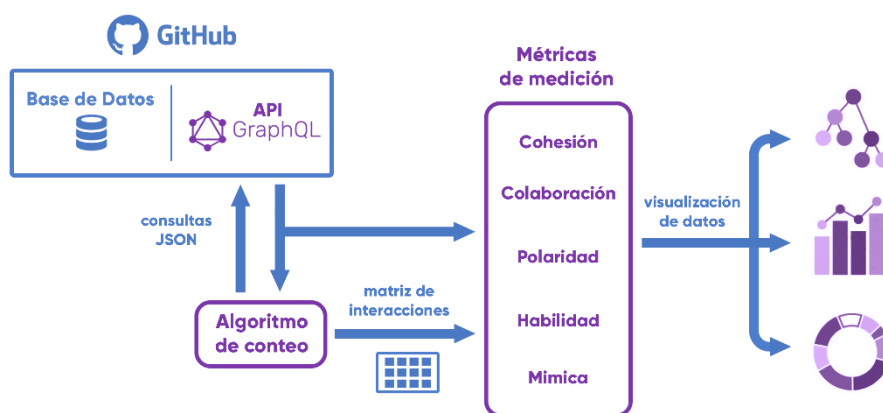 GitHub
Base de Datos
API
GraphQL
consultas
JSON
Algoritmo
de conteo
matriz de
interacciones
Métricas
de medición
Cohesión
Colaboración
Polaridad
Habilidad
Mimica
visualización
de datos